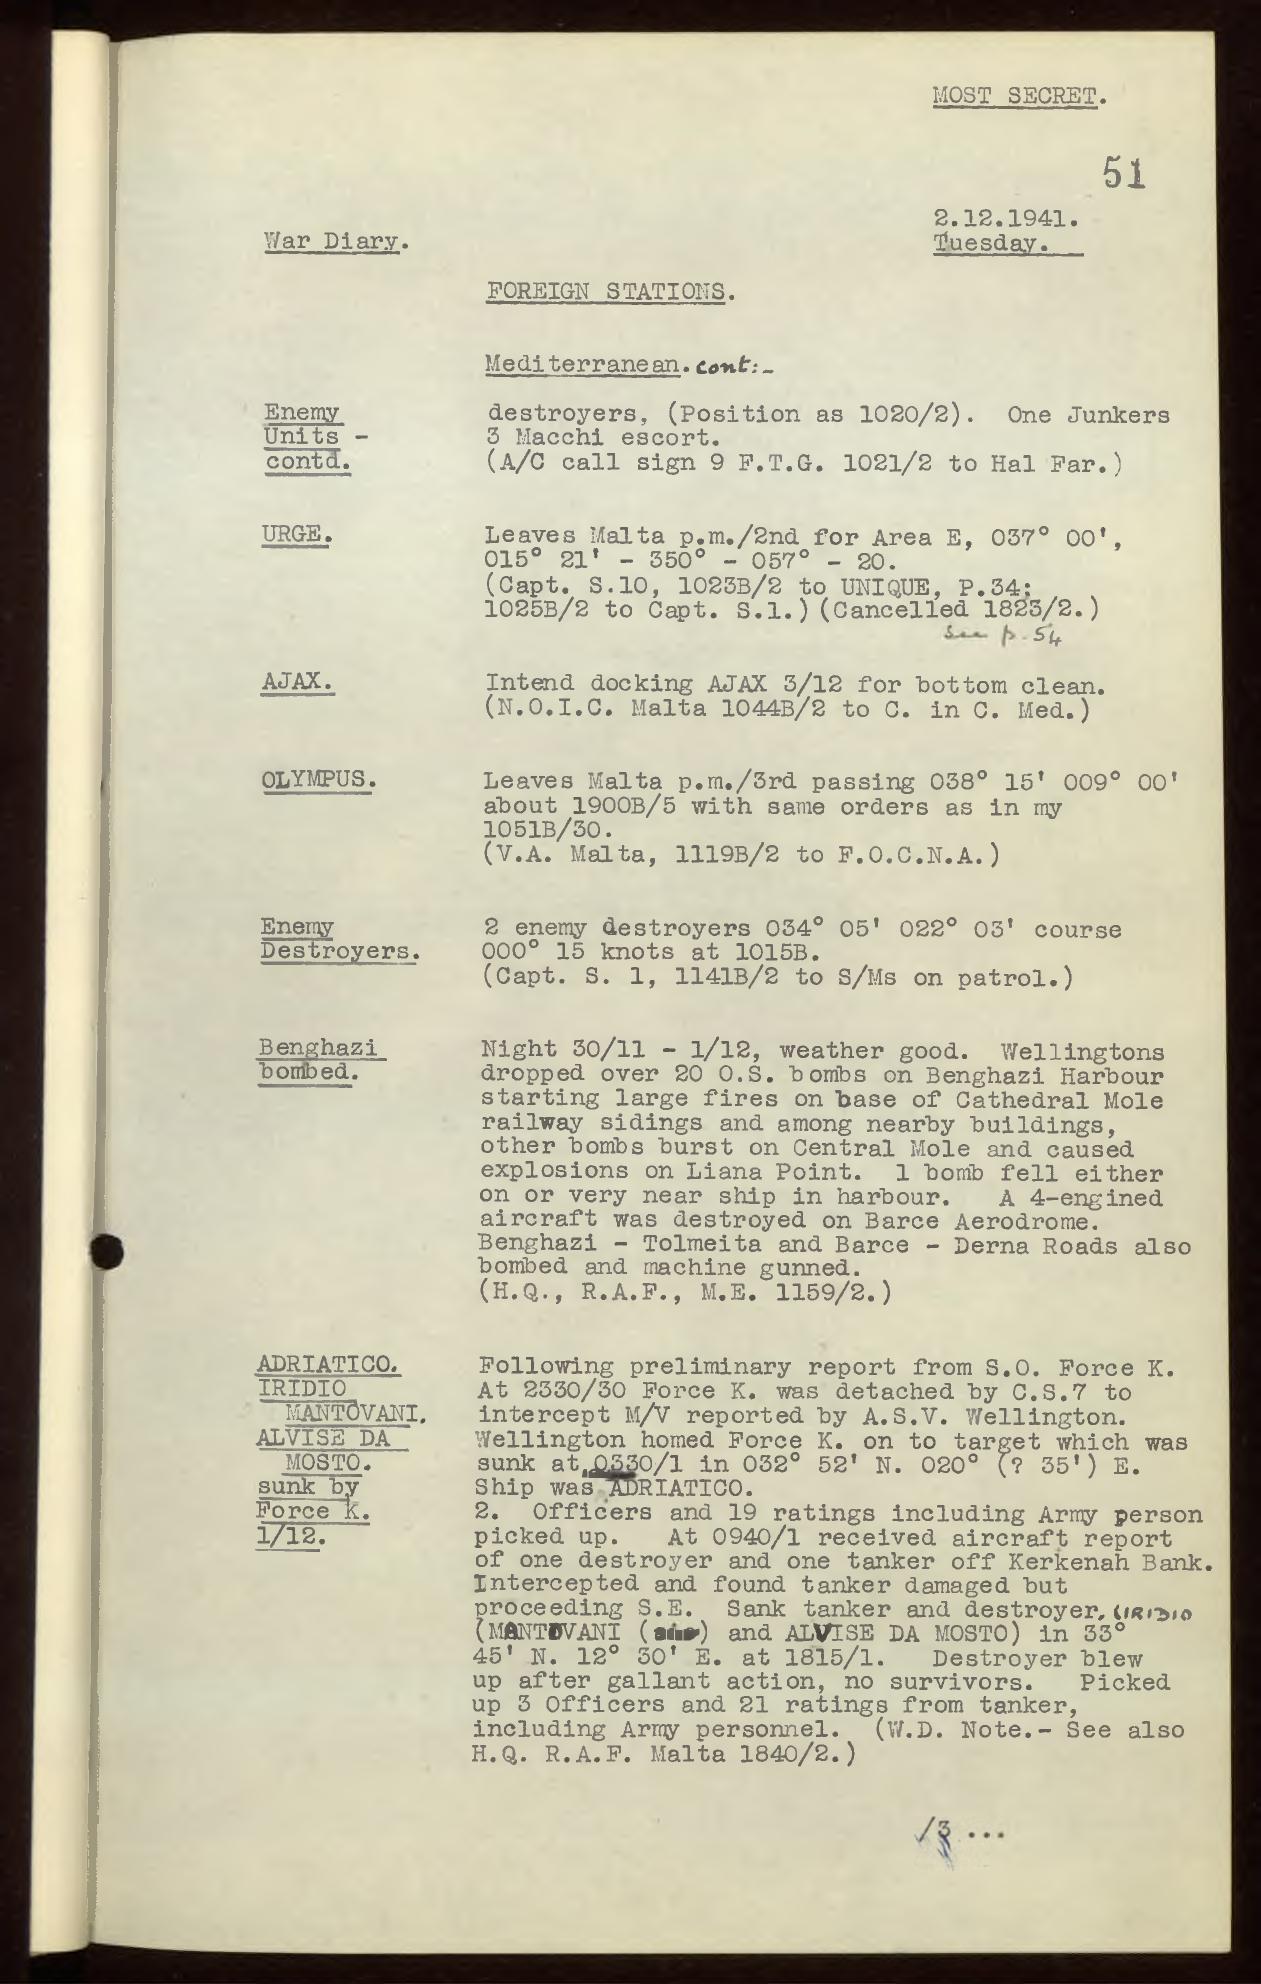 MOST SECRET.
51
2.12.1941.
Tuesday.
War Diary.
FOREIGN STATIONS.
Mediterranean. cont:-
Enemy
Units -
contd.
destroyers, (Position as 1020/2). One Junkers
3 Macchi escort.
(A/C call sign 9 F.T.G. 1021/2 to Hal Far.)
URGE.
Leaves Malta p.m./2nd for Area E, 037° 00',
015° 21' - 350° - 057° - 20.
(Capt. S.10, 1023B/2 to UNIQUE, P.34;
1025B/2 to Capt. S.1.) (Cancelled 1823/2.)
See p. 54
AJAX.
Intend docking AJAX 3/12 for bottom clean.
(N.O.I.C. Malta 1044B/2 to C. in C. Med.)
OLYMPUS.
Leaves Malta p.m./3rd passing 038° 15' 009° 00'
about 1900B/5 with same orders as in my
1051B/30.
(V.A. Malta, 1119B/2 to F.O.C.N.A.)
Enemy
Destroyers.
2 enemy destroyers 034° 05' 022° 03' course
000° 15 knots at 1015B.
(Capt. S. 1, 1141B/2 to S/Ms on patrol.)
Benghazi
bombed.
Night 30/11 - 1/12, weather good. Wellingtons
dropped over 20 O.S. bombs on Benghazi Harbour
starting large fires on base of Cathedral Mole
railway sidings and among nearby buildings,
other bombs burst on Central Mole and caused
explosions on Liana Point. 1 bomb fell either
on or very near ship in harbour. A 4-engined
aircraft was destroyed on Barce Aerodrome.
Benghazi - Tolmeita and Barce - Derna Roads also
bombed and machine gunned.
(H.Q., R.A.F., M.E. 1159/2.)
ADRIATICO.
IRIDIO
MANTOVANI.
ALVISE DA
MOSTO.
sunk by
Force K.
1/12.
Following preliminary report from S.O. Force K.
At 2330/30 Force K. was detached by C.S.7 to
intercept M/V reported by A.S.V. Wellington.
Wellington homed Force K. on to target which was
sunk at 0330/1 in 032° 52' N. 020° (? 35') E.
Ship was ADRIATICO.
2. Officers and 19 ratings including Army person
picked up. At 0940/1 received aircraft report
of one destroyer and one tanker off Kerkenah Bank.
Intercepted and found tanker damaged but
proceeding S.E. Sank tanker and destroyer, (IRIDIO
(MANTOVANI () and ALVISE DA MOSTO) in 33°
45' N. 12° 30' E. at 1815/1. Destroyer blew
up after gallant action, no survivors. Picked
up 3 Officers and 21 ratings from tanker,
including Army personnel. (W.D. Note.- See also
H.Q. R.A.F. Malta 1840/2.)
/3 ...